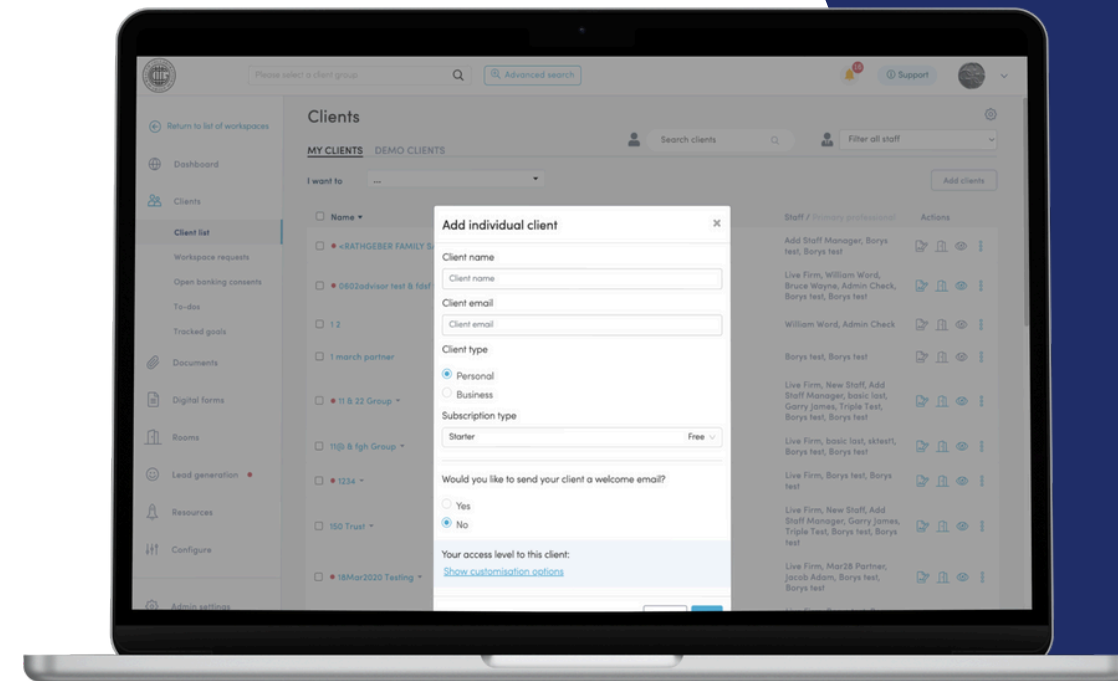 Please select a client group
Advanced search
10
Support
Return to list of workspaces
Dashboard
Clients
Client list
Workspace requests
Open banking consents
To-dos
Tracked goals
Documents
Digital forms
Rooms
Lead generation
Resources
Configure
Admin settings
Clients
Search clients
Filter all staff
MY CLIENTS DEMO CLIENTS
I want to ...
Add clients
Name
Staff / Primary professional Actions
<RATHGEBER FAMILY
Add Staff Manager, Borys
test, Borys test
0602advisor test &
Live Firm, William Word,
Bruce Wayne, Admin Check,
Borys test, Borys test
1 2
William Word, Admin Check
1 march partner
Borys test, Borys test
11 & 22 Group
Live Firm, New Staff, Add
Staff Manager, basic last,
Garry James, Triple Test,
Borys test, Borys test
11@ & fgh Group
Live Firm, basic last, sktest1,
Borys test, Borys test
1234
Live Firm, Borys test, Borys
test
150 Trust
Live Firm, New Staff, Add
Staff Manager, Garry James,
Triple Test, Borys test, Borys
test
18Mar2020 Testing
Live Firm, Mar28 Partner,
Jacob Adam, Borys test,
Borys test
Add individual client
Client name
Client name
Client email
Client email
Client type
Personal
Business
Subscription type
Starter Free
Would you like to send your client a welcome email?
Yes
No
Your access level to this client:
Show customisation options